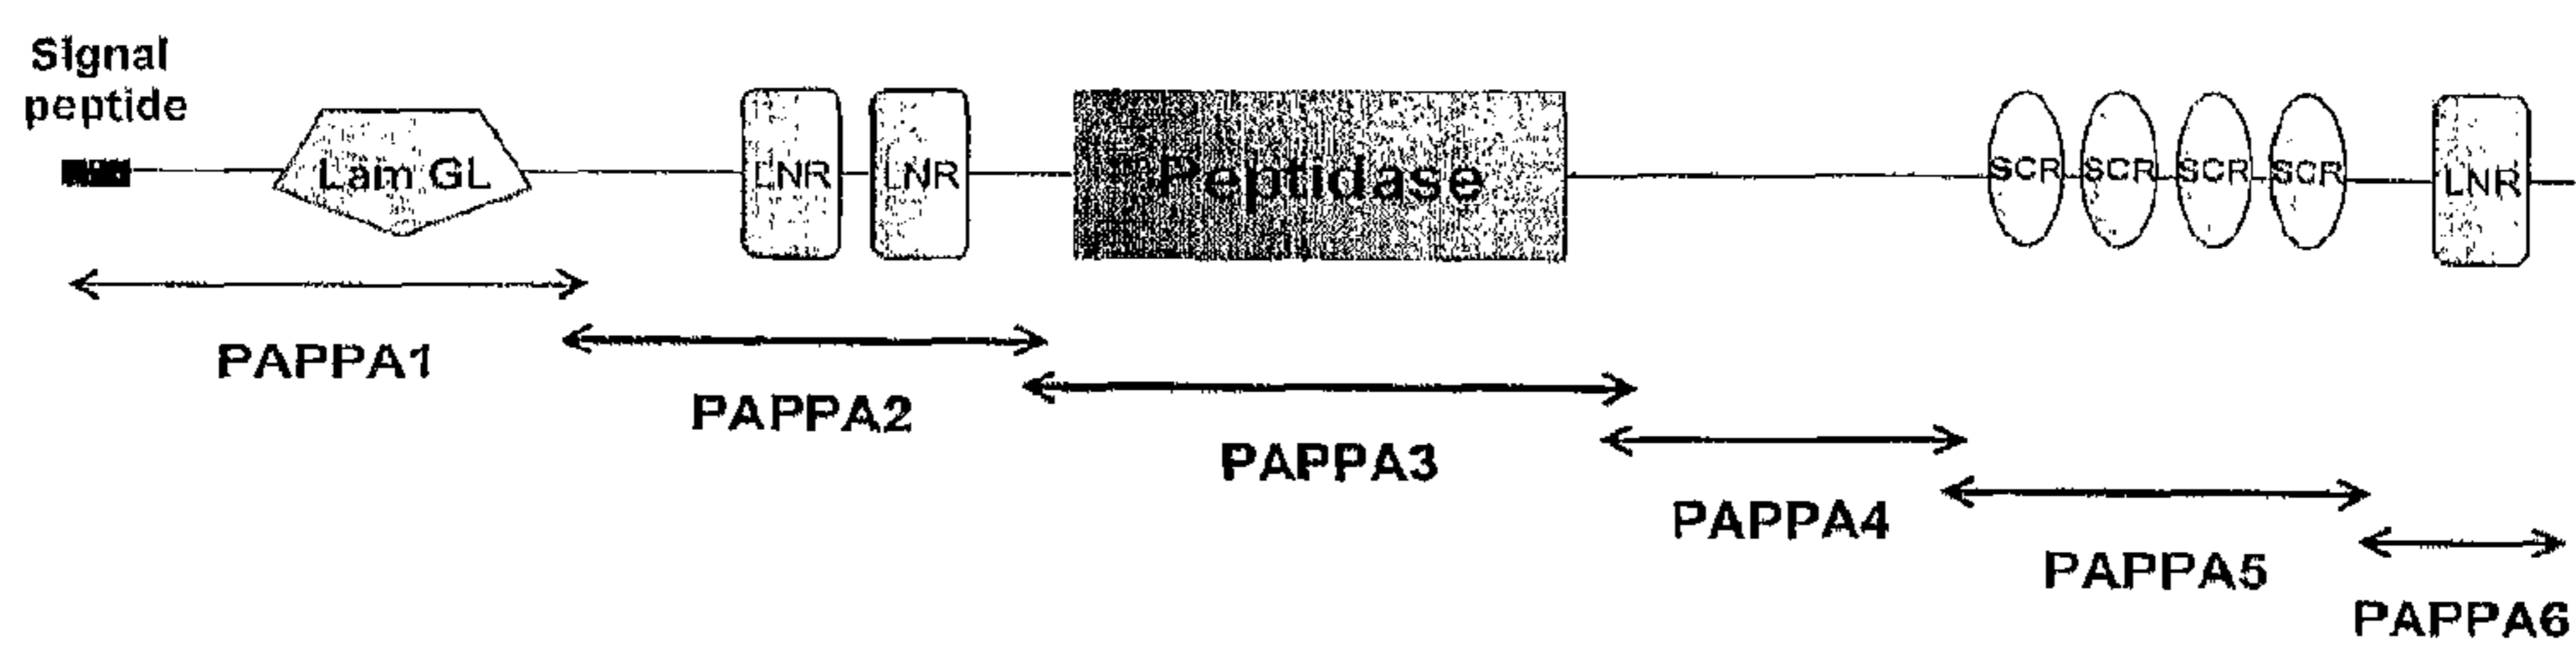 Signal
peptide
Lam GL
LNR
LNR
Peptidase
SCR
SCR
SCR
SCR
LNR
PAPPA1
PAPPA2
PAPPA3
PAPPA4
PAPPA5
PAPPA6